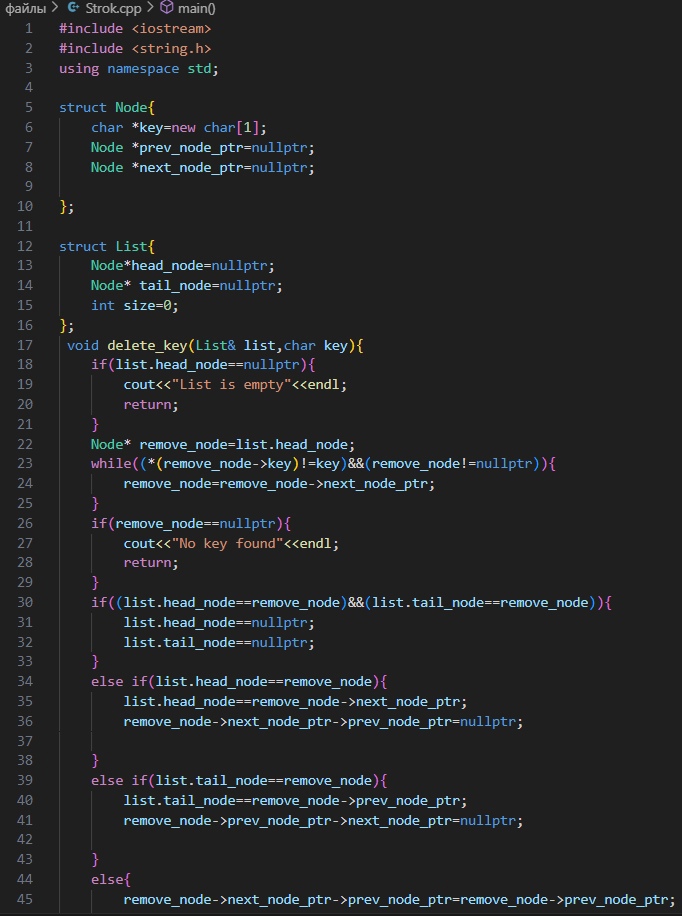 файлы > Strok.cpp > main()
1 #include <iostream>
2 #include <string.h>
3 using namespace std;
4
5 struct Node{
6     char *key=new char[1];
7     Node *prev_node_ptr=nullptr;
8     Node *next_node_ptr=nullptr;
9
10 };
11
12 struct List{
13     Node*head_node=nullptr;
14     Node* tail_node=nullptr;
15     int size=0;
16 };
17  void delete_key(List& list,char key){
18     if(list.head_node==nullptr){
19         cout<<"List is empty"<<endl;
20         return;
21     }
22     Node* remove_node=list.head_node;
23     while((*(remove_node->key)!=key)&&(remove_node!=nullptr)){
24         remove_node=remove_node->next_node_ptr;
25     }
26     if(remove_node==nullptr){
27         cout<<"No key found"<<endl;
28         return;
29     }
30     if((list.head_node==remove_node)&&(list.tail_node==remove_node)){
31         list.head_node==nullptr;
32         list.tail_node==nullptr;
33     }
34     else if(list.head_node==remove_node){
35         list.head_node==remove_node->next_node_ptr;
36         remove_node->next_node_ptr->prev_node_ptr=nullptr;
37
38     }
39     else if(list.tail_node==remove_node){
40         list.tail_node==remove_node->prev_node_ptr;
41         remove_node->prev_node_ptr->next_node_ptr=nullptr;
42
43     }
44     else{
45         remove_node->next_node_ptr->prev_node_ptr=remove_node->prev_node_ptr;